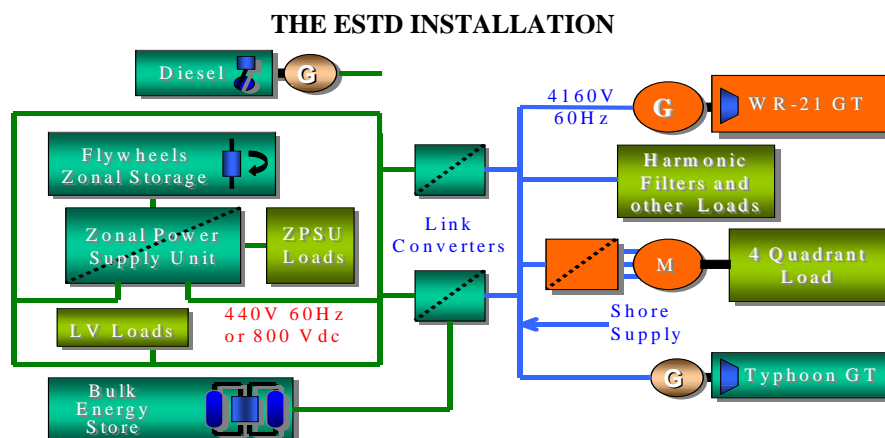 THE ESTD INSTALLATION
Diesel
G
Flywheels
Zonal Storage
Zonal Power
Supply Unit
ZPSU
Loads
LV Loads
440V 60Hz
or 800 Vdc
Bulk
Energy
Store
Link
Converters
4160V
60Hz
G
WR-21 GT
Harmonic
Filters and
other Loads
M
4 Quadrant
Load
Shore
Supply
G
Typhoon GT